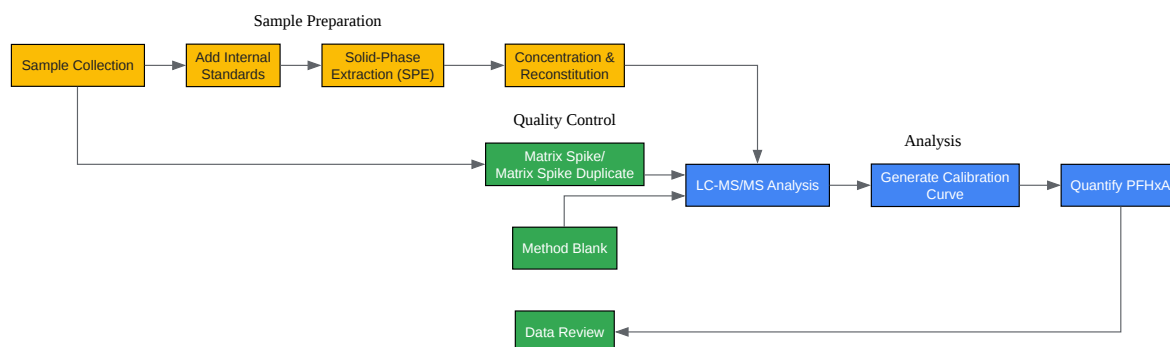 Sample Preparation
Sample Collection
Add Internal
Standards
Solid-Phase
Extraction (SPE)
Concentration &
Reconstitution
Quality Control
Matrix Spike/
Matrix Spike Duplicate
Analysis
LC-MS/MS Analysis
Generate Calibration
Curve
Quantify PFHxA
Method Blank
Data Review